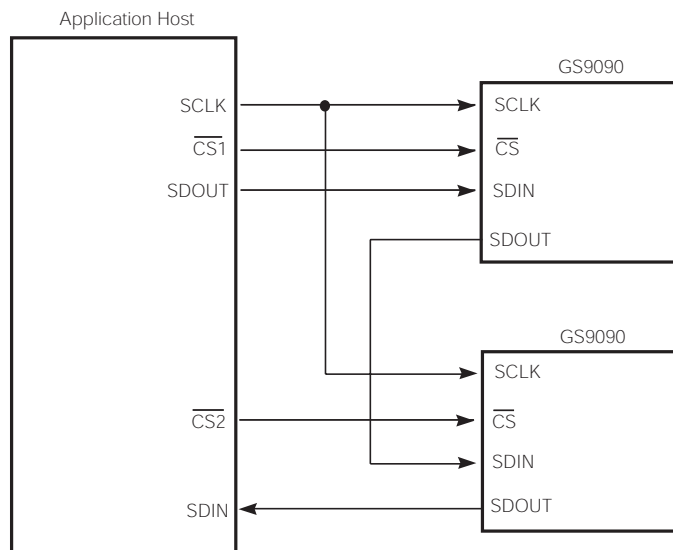 Application Host
SCLK
CS1
SDOUT
CS2
SDIN
GS9090
SCLK
CS
SDIN
SDOUT
GS9090
SCLK
CS
SDIN
SDOUT